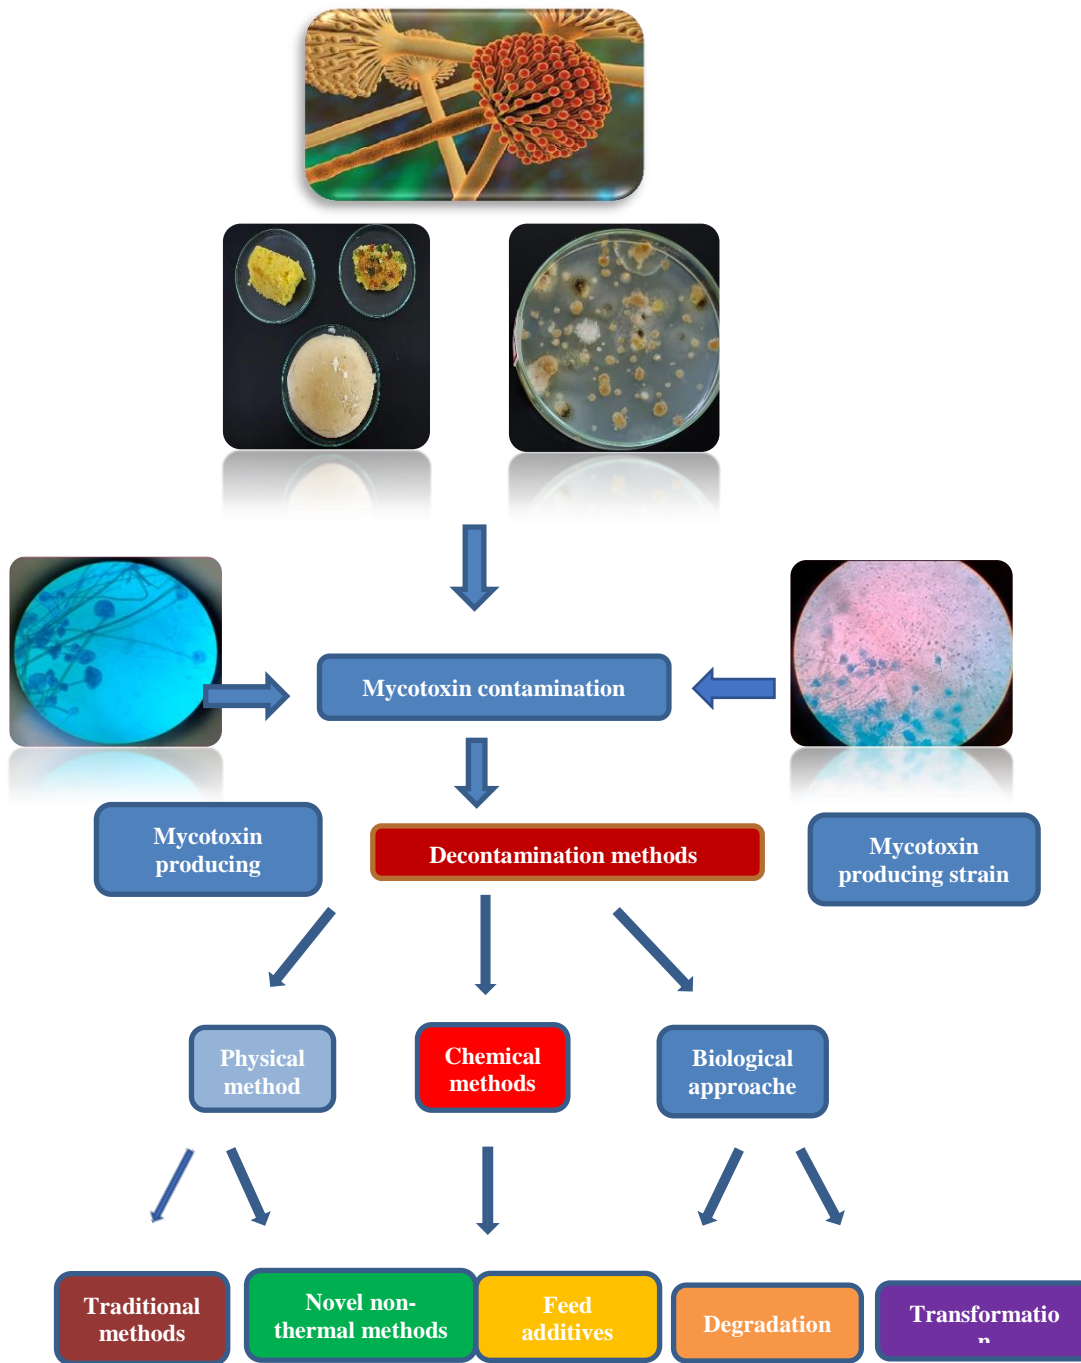 Mycotoxin contamination
Mycotoxin
producing
Decontamination methods
Mycotoxin
producing strain
Physical
method
Chemical
methods
Biological
approache
Traditional
methods
Novel non-
thermal methods
Feed
additives
Degradation
Transformatio
n